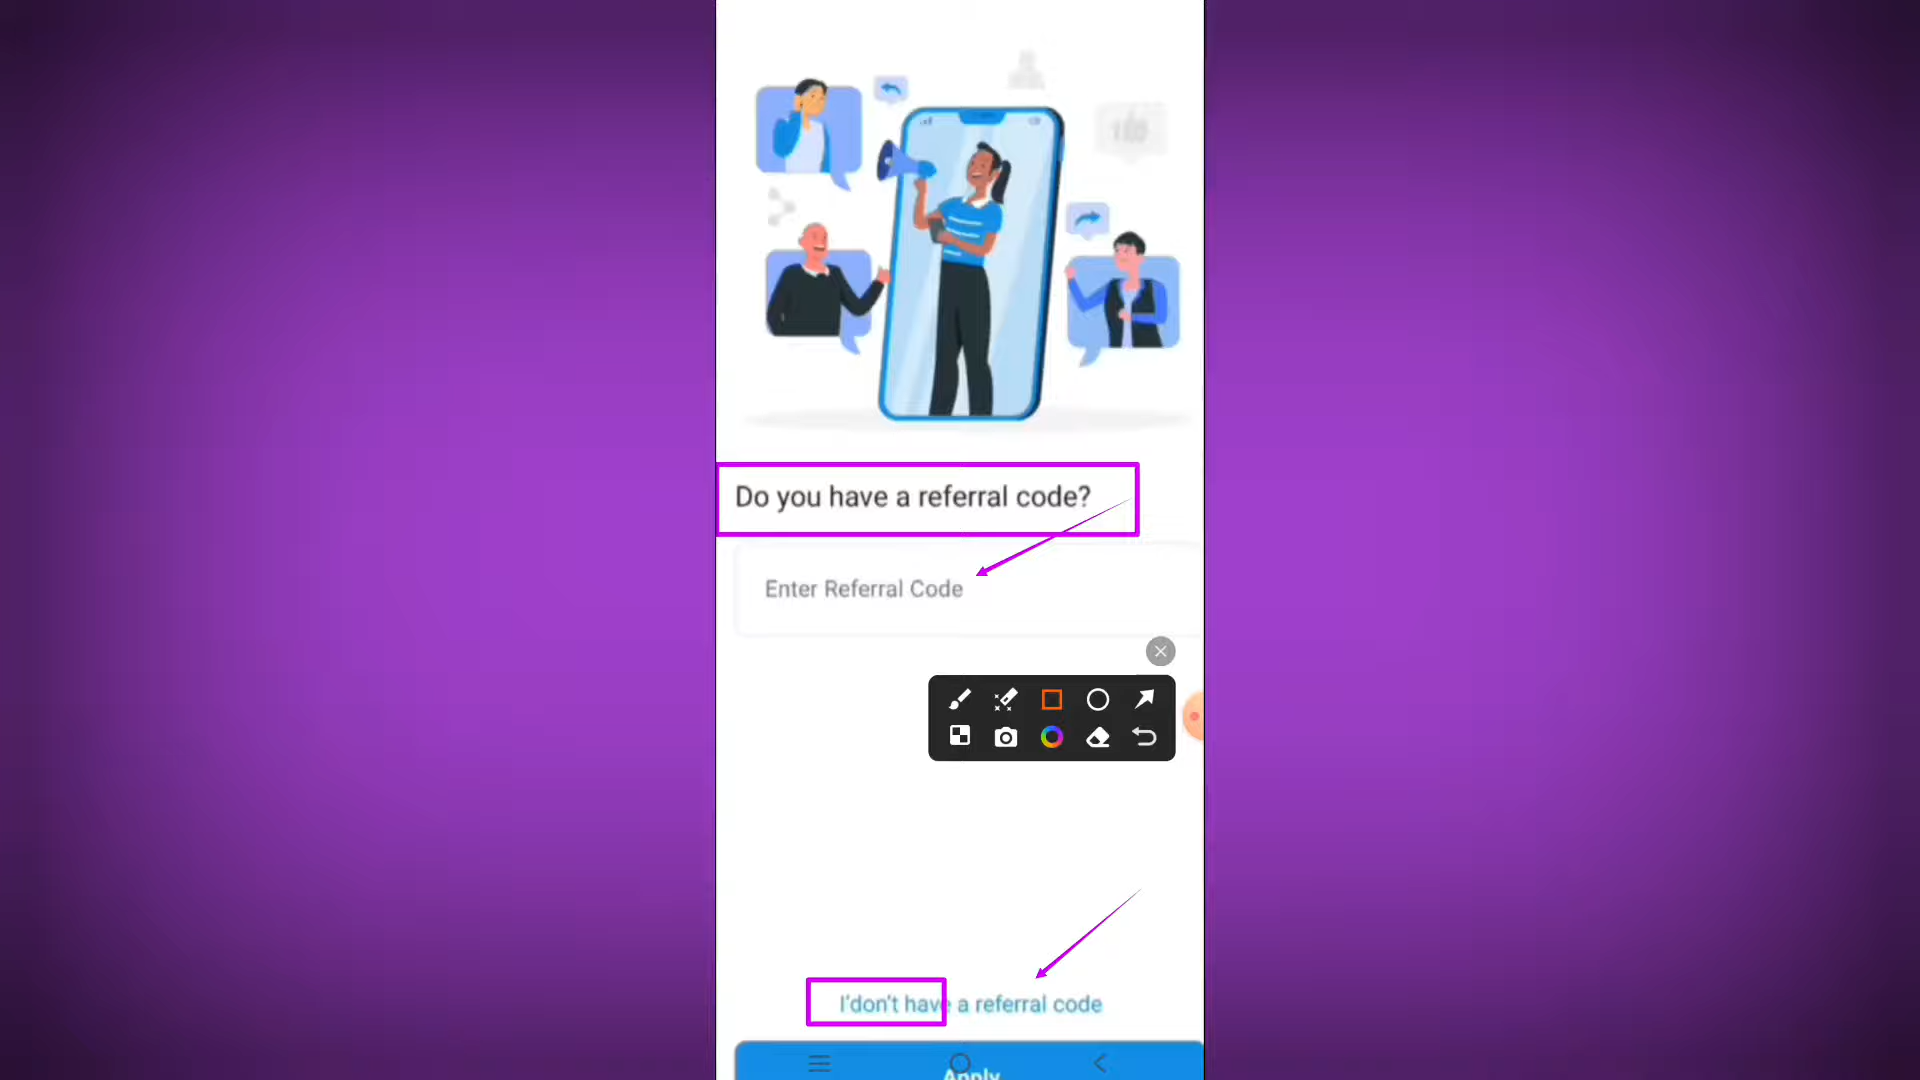 Do you have a referral code?
Enter Referral Code
I'don't have a referral code
Apply